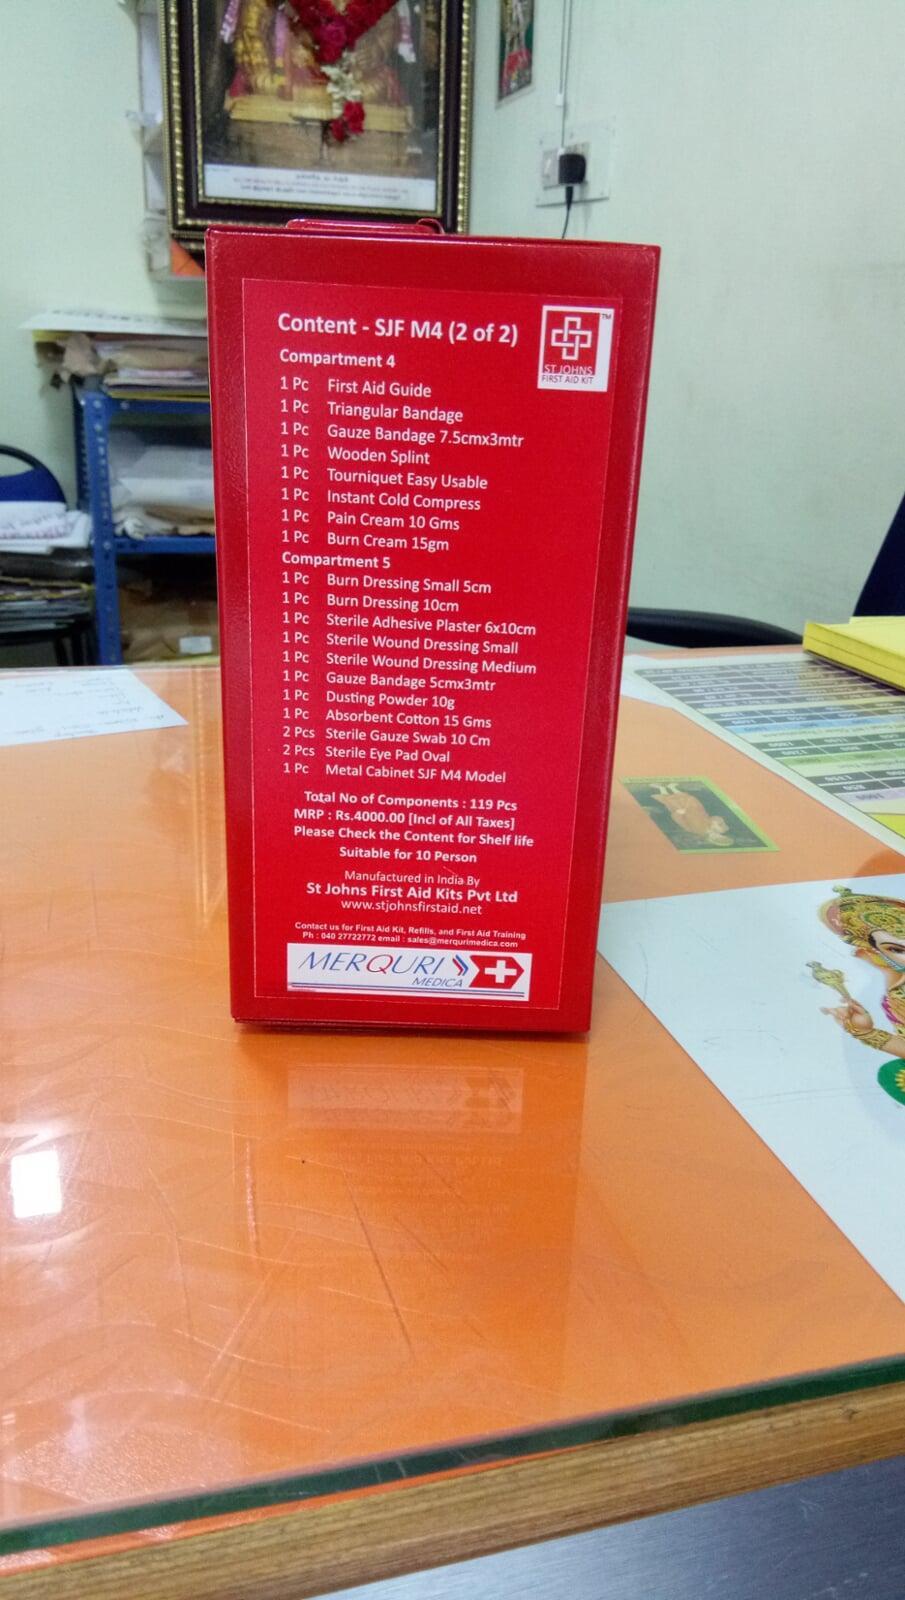 Content - SJF M4 (2 of 2)
ST.JOHNS
FIRST AID KIT
TM
Compartment 4
1 Pc First Aid Guide
1 Pc Triangular Bandage
1 Pc Gauze Bandage 7.5cmx3mtr
1 Pc Wooden Splint
1 Pc Tourniquet Easy Usable
1 Pc Instant Cold Compress
1 Pc Pain Cream 10 Gms
1 Pc Burn Cream 15gm
Compartment 5
1 Pc Burn Dressing Small 5cm
1 Pc Burn Dressing 10cm
1 Pc Sterile Adhesive Plaster 6x10cm
1 Pc Sterile Wound Dressing Small
1 Pc Sterile Wound Dressing Medium
1 Pc Gauze Bandage 5cmx3mtr
1 Pc Dusting Powder 10g
1 Pc Absorbent Cotton 15 Gms
2 Pcs Sterile Gauze Swab 10 Cm
2 Pcs Sterile Eye Pad Oval
1 Pc Metal Cabinet SJF M4 Model
Total No of Components : 119 Pcs
MRP : Rs.4000.00 [Incl of All Taxes]
Please Check the Content for Shelf life
Suitable for 10 Person
Manufactured in India By
St Johns First Aid Kits Pvt Ltd
www.stjohnsfirstaid.net
Contact us for First Aid Kit, Refills, and First Aid Training
Ph : 040 27722772 email : sales@merqurimedica.com
MERQURI
MEDICA